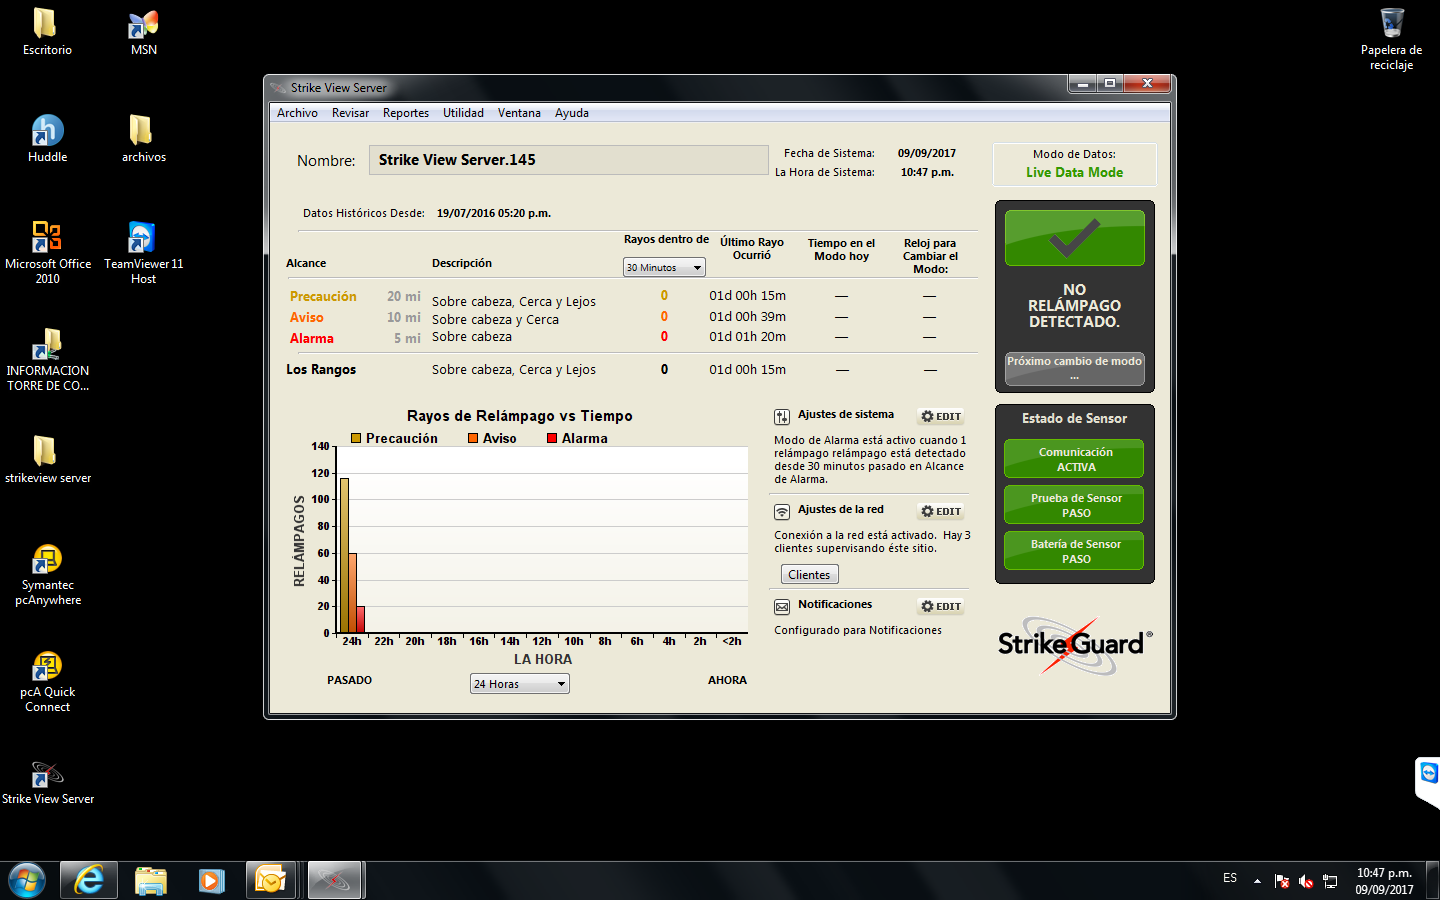 Escritorio
MSN
Papelera de
reciclaje
Huddle
archivos
Microsoft Office
2010
TeamViewer 11
Host
INFORMACION
TORRE DE CO...
strikeview server
Symantec
pcAnywhere
pcA Quick
Connect
Strike View Server
Strike View Server
Archivo Revisar Reportes Utilidad Ventana Ayuda
Nombre: Strike View Server.145
Fecha de Sistema: 09/09/2017
La Hora de Sistema: 10:47 p.m.
Modo de Datos:
Live Data Mode
Datos Históricos Desde: 19/07/2016 05:20 p.m.
Alcance
Descripción
Rayos dentro de
30 Minutos
Último Rayo
Ocurrió
Tiempo en el
Modo hoy
Reloj para
Cambiar el
Modo:
Precaución 20 mi Sobre cabeza, Cerca y Lejos 0 01d 00h 15m — —
Aviso 10 mi Sobre cabeza y Cerca 0 01d 00h 39m — —
Alarma 5 mi Sobre cabeza 0 01d 01h 20m — —
Los Rangos Sobre cabeza, Cerca y Lejos 0 01d 00h 15m — —
NO
RELÁMPAGO
DETECTADO.
Próximo cambio de modo
...
Rayos de Relámpago vs Tiempo
Precaución Aviso Alarma
RELÁMPAGOS
140
120
100
80
60
40
20
0
24h 22h 20h 18h 16h 14h 12h 10h 8h 6h 4h 2h <2h
LA HORA
PASADO 24 Horas AHORA
Ajustes de sistema EDIT
Modo de Alarma está activo cuando 1
relámpago relámpago está detectado
desde 30 minutos pasado en Alcance
de Alarma.
Ajustes de la red EDIT
Conexión a la red está activado. Hay 3
clientes supervisando éste sitio.
Clientes
Notificaciones EDIT
Configurado para Notificaciones
Estado de Sensor
Comunicación
ACTIVA
Prueba de Sensor
PASO
Batería de Sensor
PASO
StrikeGuard®
ES
10:47 p.m.
09/09/2017